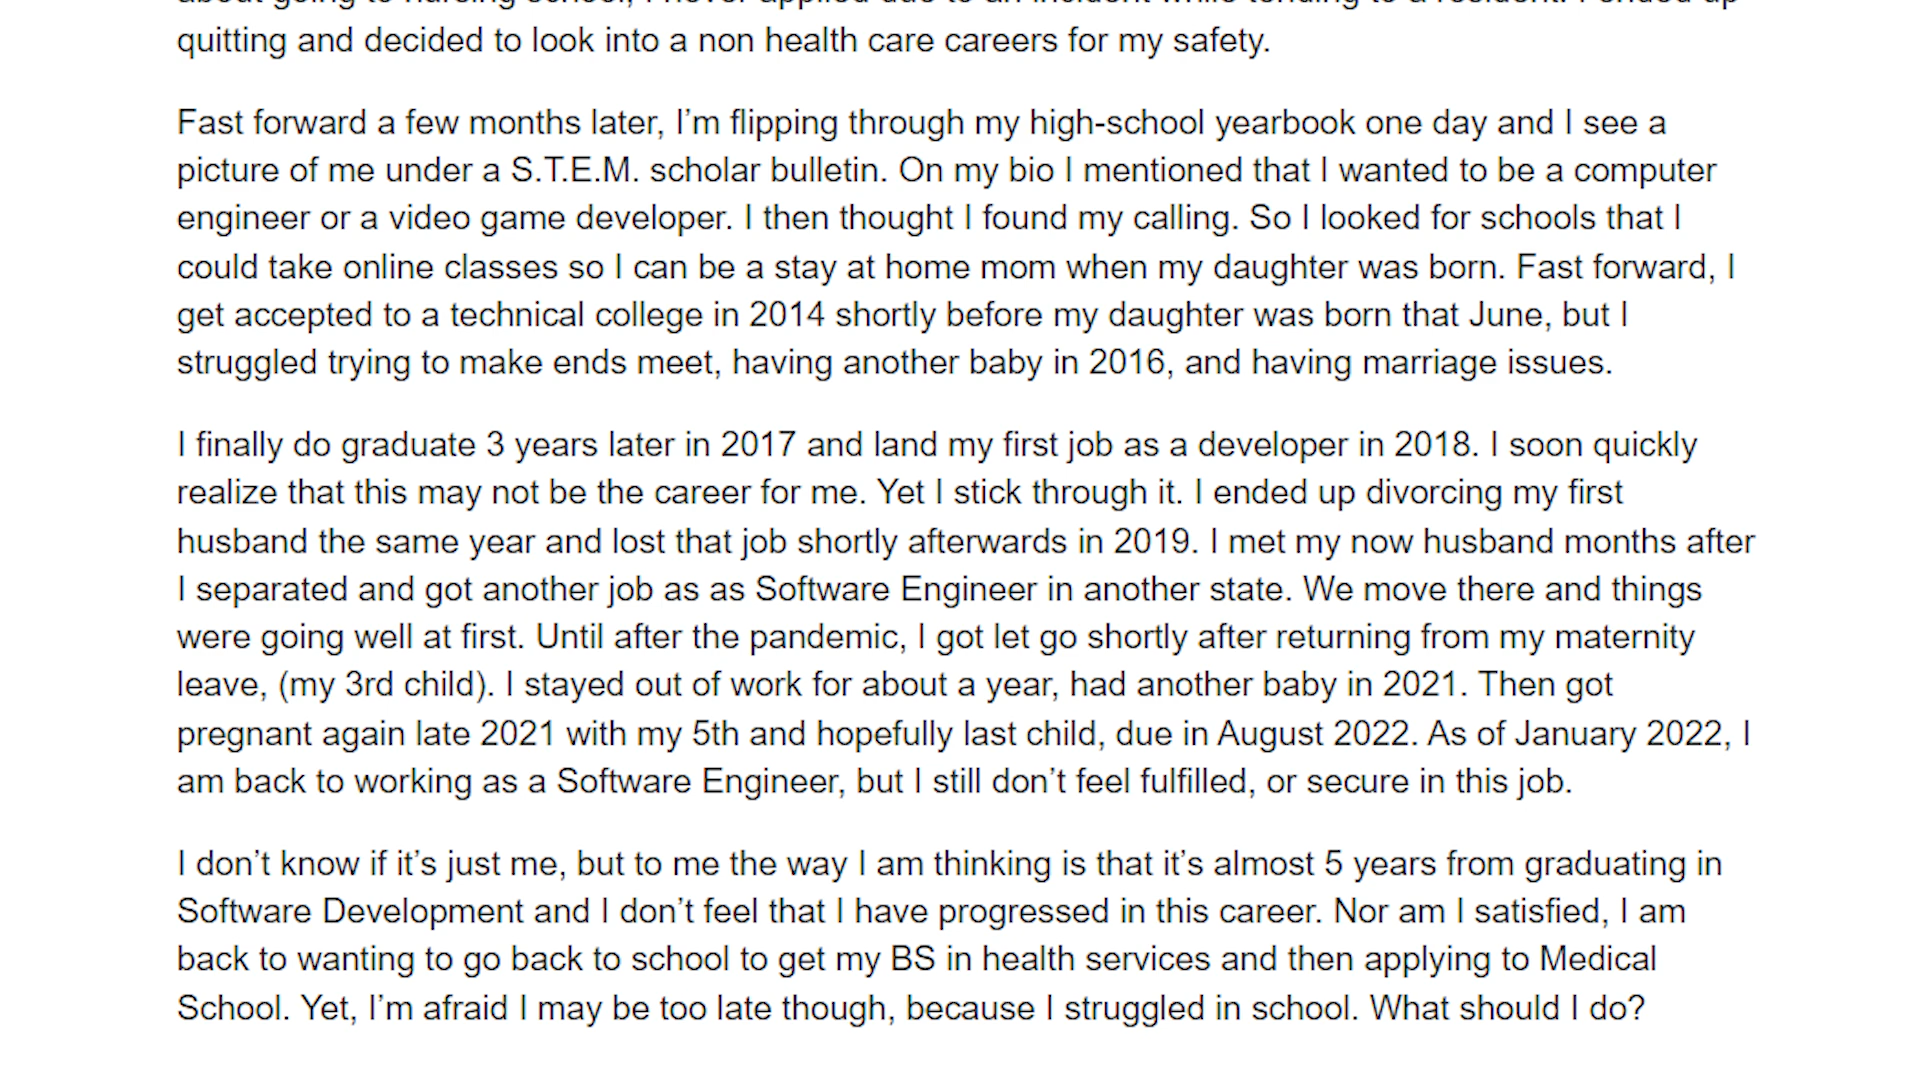 about going to nursing school, I never applied due to an incident while tending to a resident. I ended up
quitting and decided to look into a non health care careers for my safety.
Fast forward a few months later, I’m flipping through my high-school yearbook one day and I see a
picture of me under a S.T.E.M. scholar bulletin. On my bio I mentioned that I wanted to be a computer
engineer or a video game developer. I then thought I found my calling. So I looked for schools that I
could take online classes so I can be a stay at home mom when my daughter was born. Fast forward, I
get accepted to a technical college in 2014 shortly before my daughter was born that June, but I
struggled trying to make ends meet, having another baby in 2016, and having marriage issues.
I finally do graduate 3 years later in 2017 and land my first job as a developer in 2018. I soon quickly
realize that this may not be the career for me. Yet I stick through it. I ended up divorcing my first
husband the same year and lost that job shortly afterwards in 2019. I met my now husband months after
I separated and got another job as as Software Engineer in another state. We move there and things
were going well at first. Until after the pandemic, I got let go shortly after returning from my maternity
leave, (my 3rd child). I stayed out of work for about a year, had another baby in 2021. Then got
pregnant again late 2021 with my 5th and hopefully last child, due in August 2022. As of January 2022, I
am back to working as a Software Engineer, but I still don’t feel fulfilled, or secure in this job.
I don’t know if it’s just me, but to me the way I am thinking is that it’s almost 5 years from graduating in
Software Development and I don’t feel that I have progressed in this career. Nor am I satisfied, I am
back to wanting to go back to school to get my BS in health services and then applying to Medical
School. Yet, I’m afraid I may be too late though, because I struggled in school. What should I do?